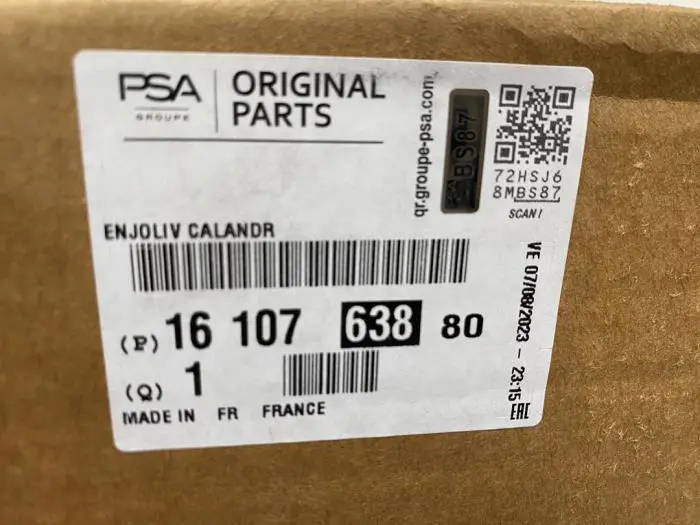 PSA
GROUPE
ORIGINAL
PARTS
qr.groupe-psa.com
BS87
72HSJ6
8MBS87
SCAN!
ENJOLIV CALANDR
(P) 16 107 638 80
(Q) 1
MADE IN FR FRANCE
VE 07/08/2023 - 23:15 EAC